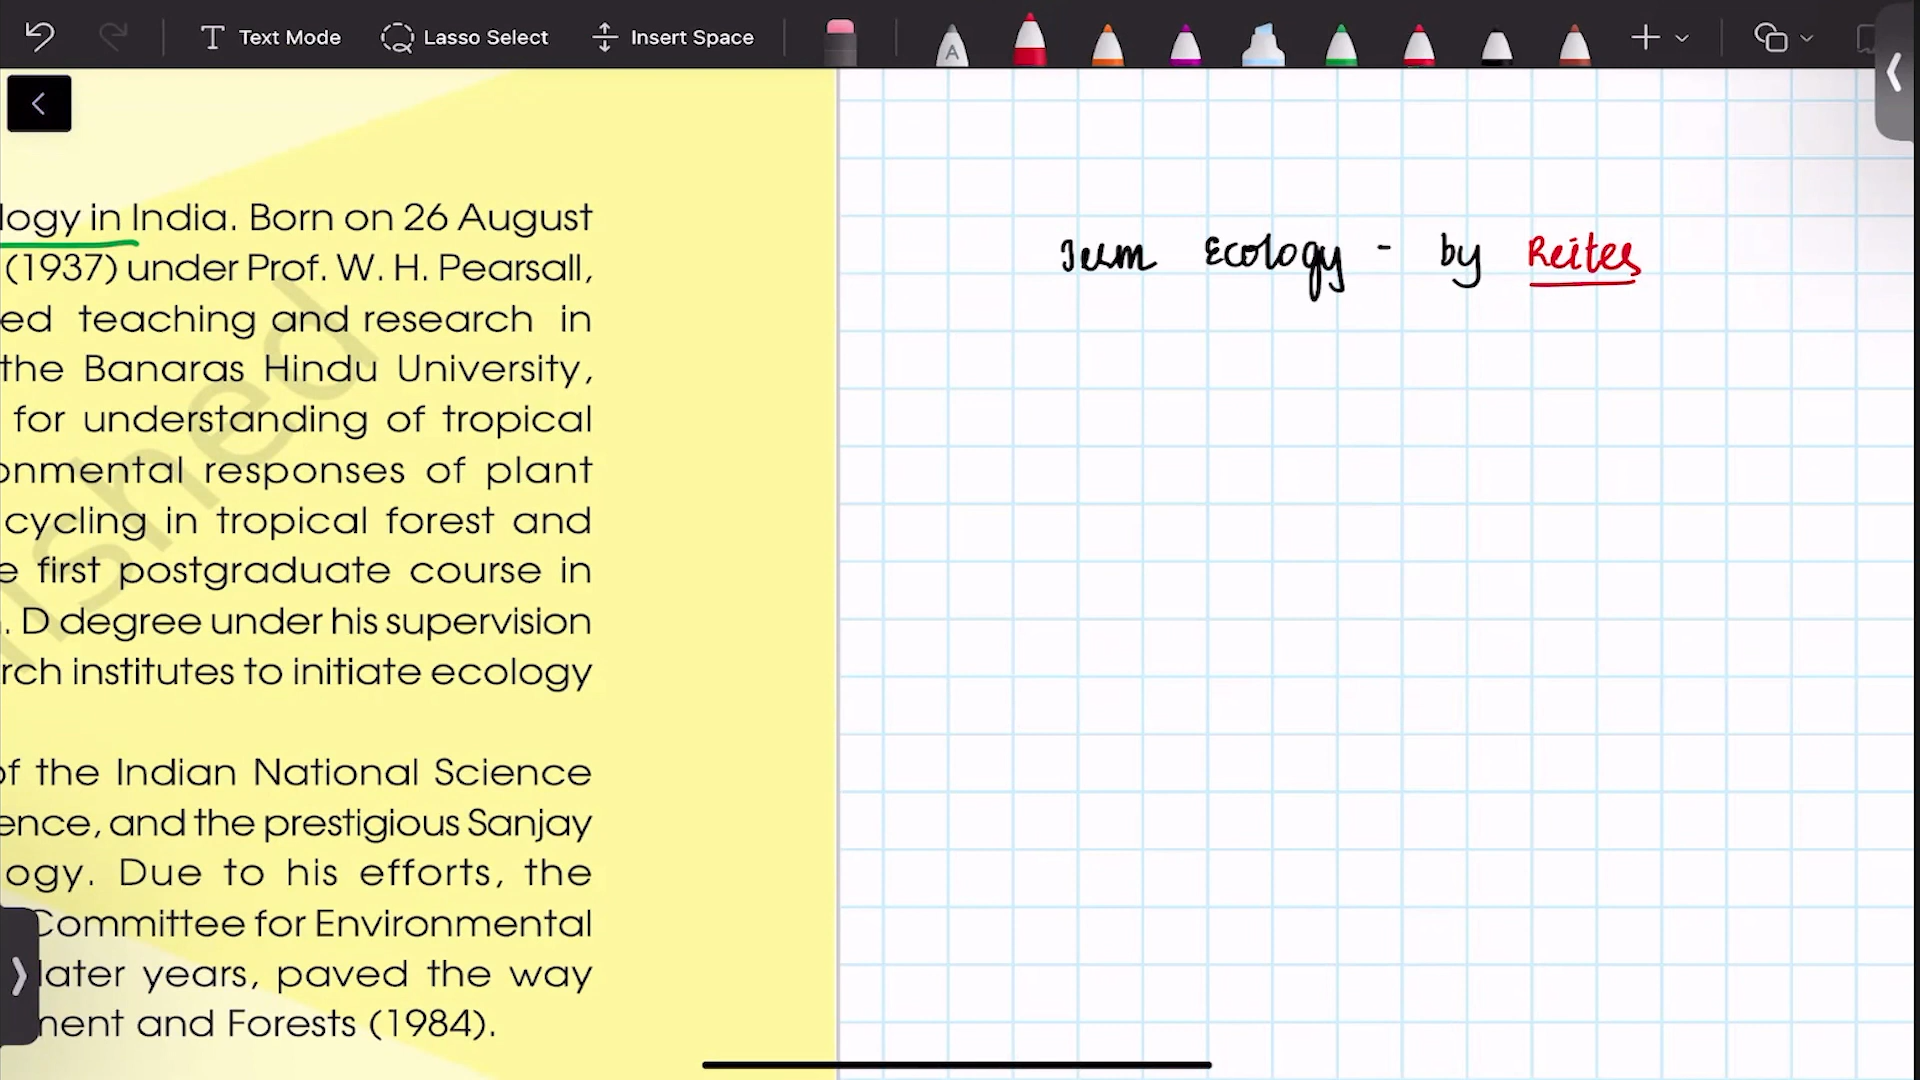 Text Mode Lasso Select Insert Space
A
logy in India. Born on 26 August
(1937) under Prof. W. H. Pearsall,
ed teaching and research in
the Banaras Hindu University,
for understanding of tropical
onmental responses of plant
cycling in tropical forest and
e first postgraduate course in
. D degree under his supervision
rch institutes to initiate ecology
of the Indian National Science
ence, and the prestigious Sanjay
ogy. Due to his efforts, the
Committee for Environmental
later years, paved the way
ment and Forests (1984).
Term Ecology - by Reites
ished